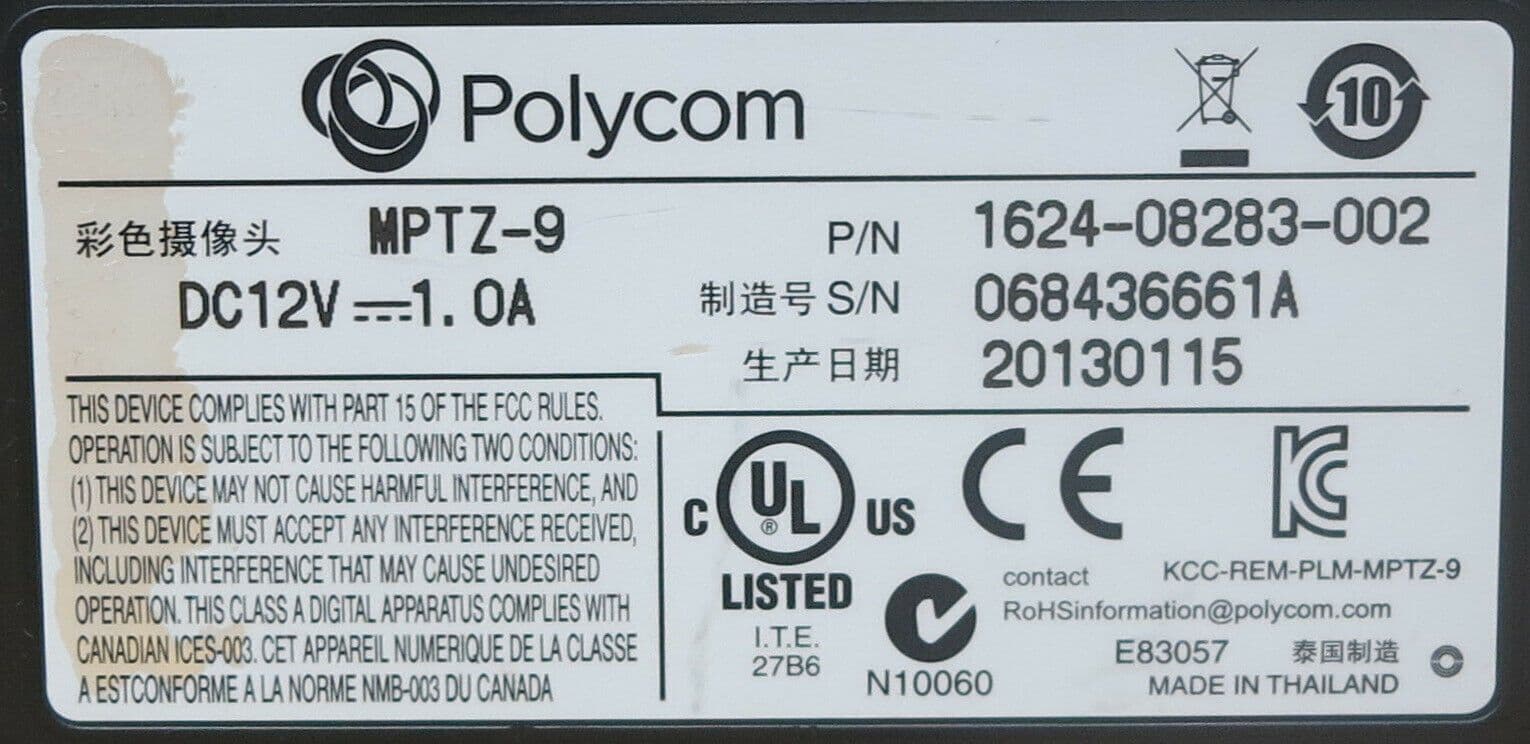 Polycom
10
彩色摄像头 MPTZ-9
DC12V⎓1.0A
P/N 1624-08283-002
制造号 S/N 068436661A
生产日期 20130115
THIS DEVICE COMPLIES WITH PART 15 OF THE FCC RULES.
OPERATION IS SUBJECT TO THE FOLLOWING TWO CONDITIONS:
(1) THIS DEVICE MAY NOT CAUSE HARMFUL INTERFERENCE, AND
(2) THIS DEVICE MUST ACCEPT ANY INTERFERENCE RECEIVED,
INCLUDING INTERFERENCE THAT MAY CAUSE UNDESIRED
OPERATION. THIS CLASS A DIGITAL APPARATUS COMPLIES WITH
CANADIAN ICES-003. CET APPAREIL NUMERIQUE DE LA CLASSE
A ESTCONFORME A LA NORME NMB-003 DU CANADA
C UL® US
LISTED
I.T.E.
27B6
N10060
CE
KC
KCC-REM-PLM-MPTZ-9
contact
RoHSinformation@polycom.com
E83057 泰国制造
MADE IN THAILAND